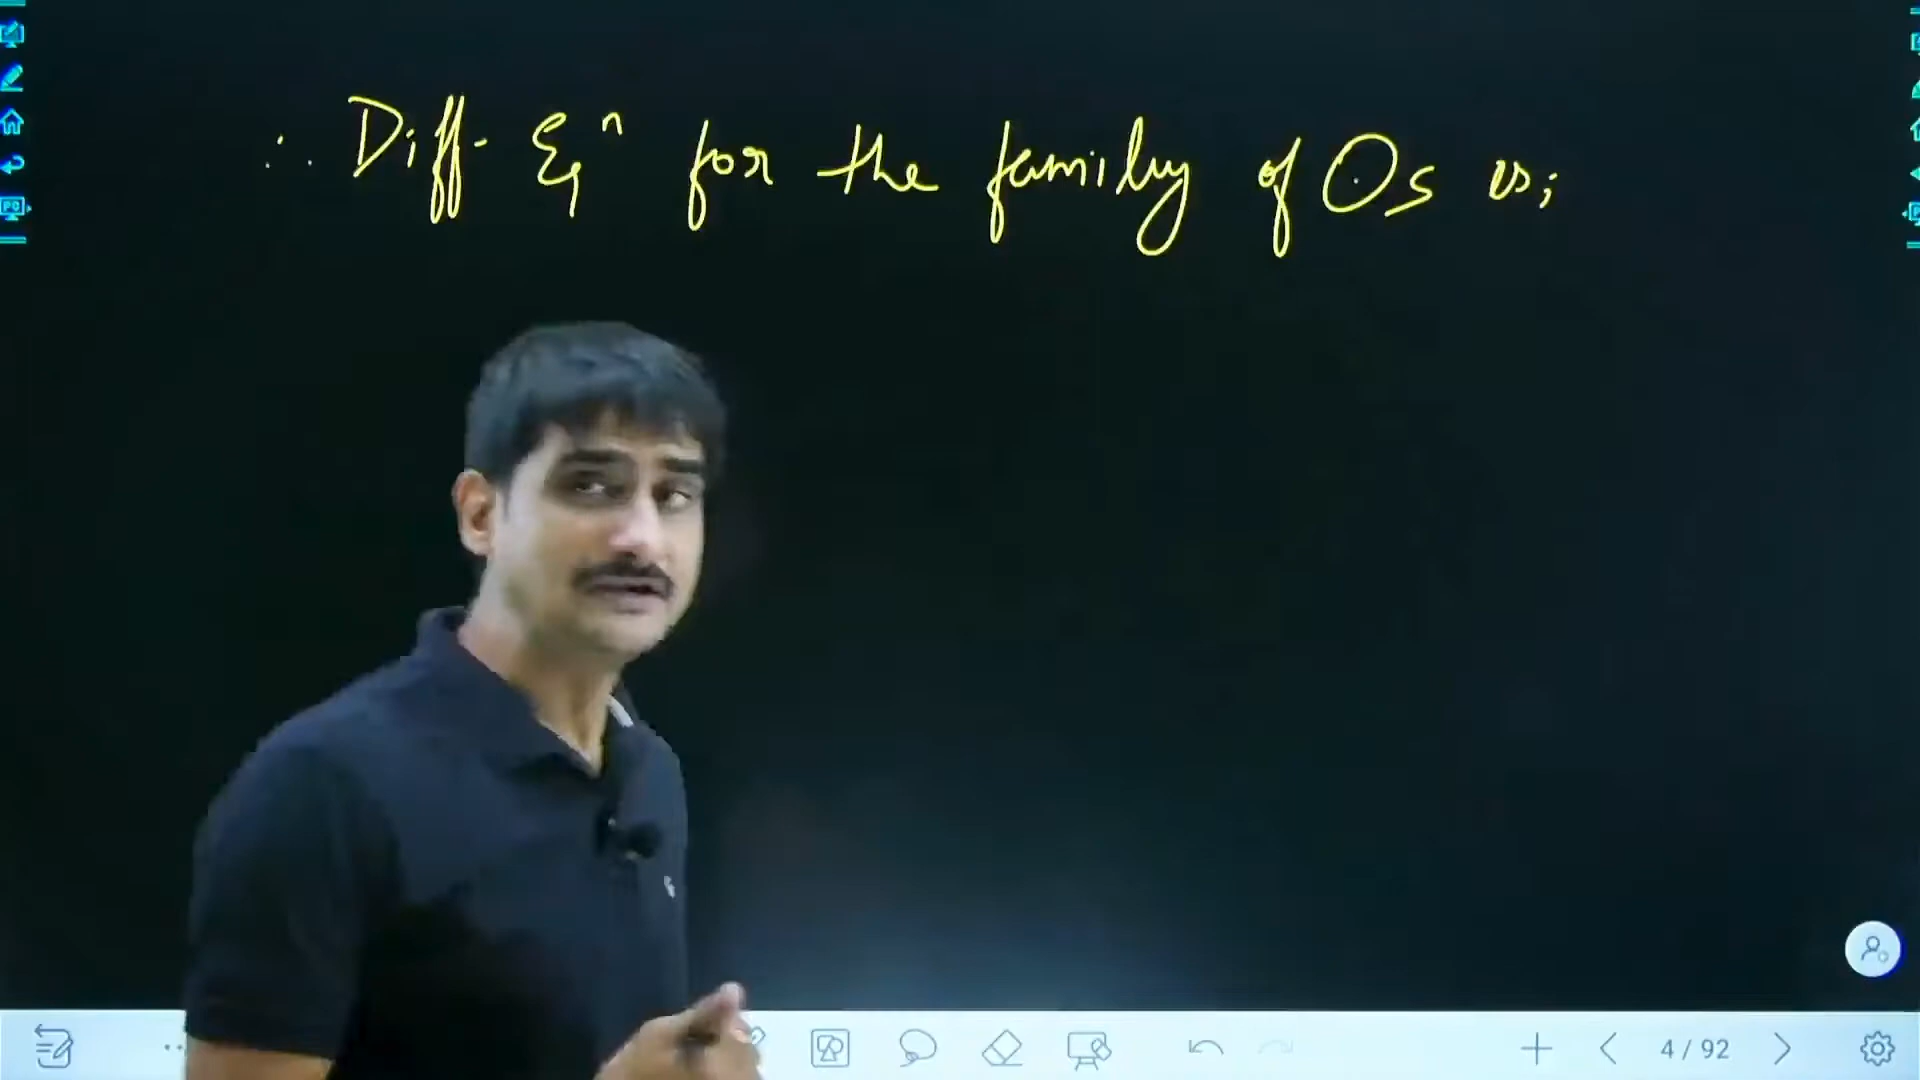 ∴ Diff. Eqⁿ for the family of ⊙s is;
4 / 92